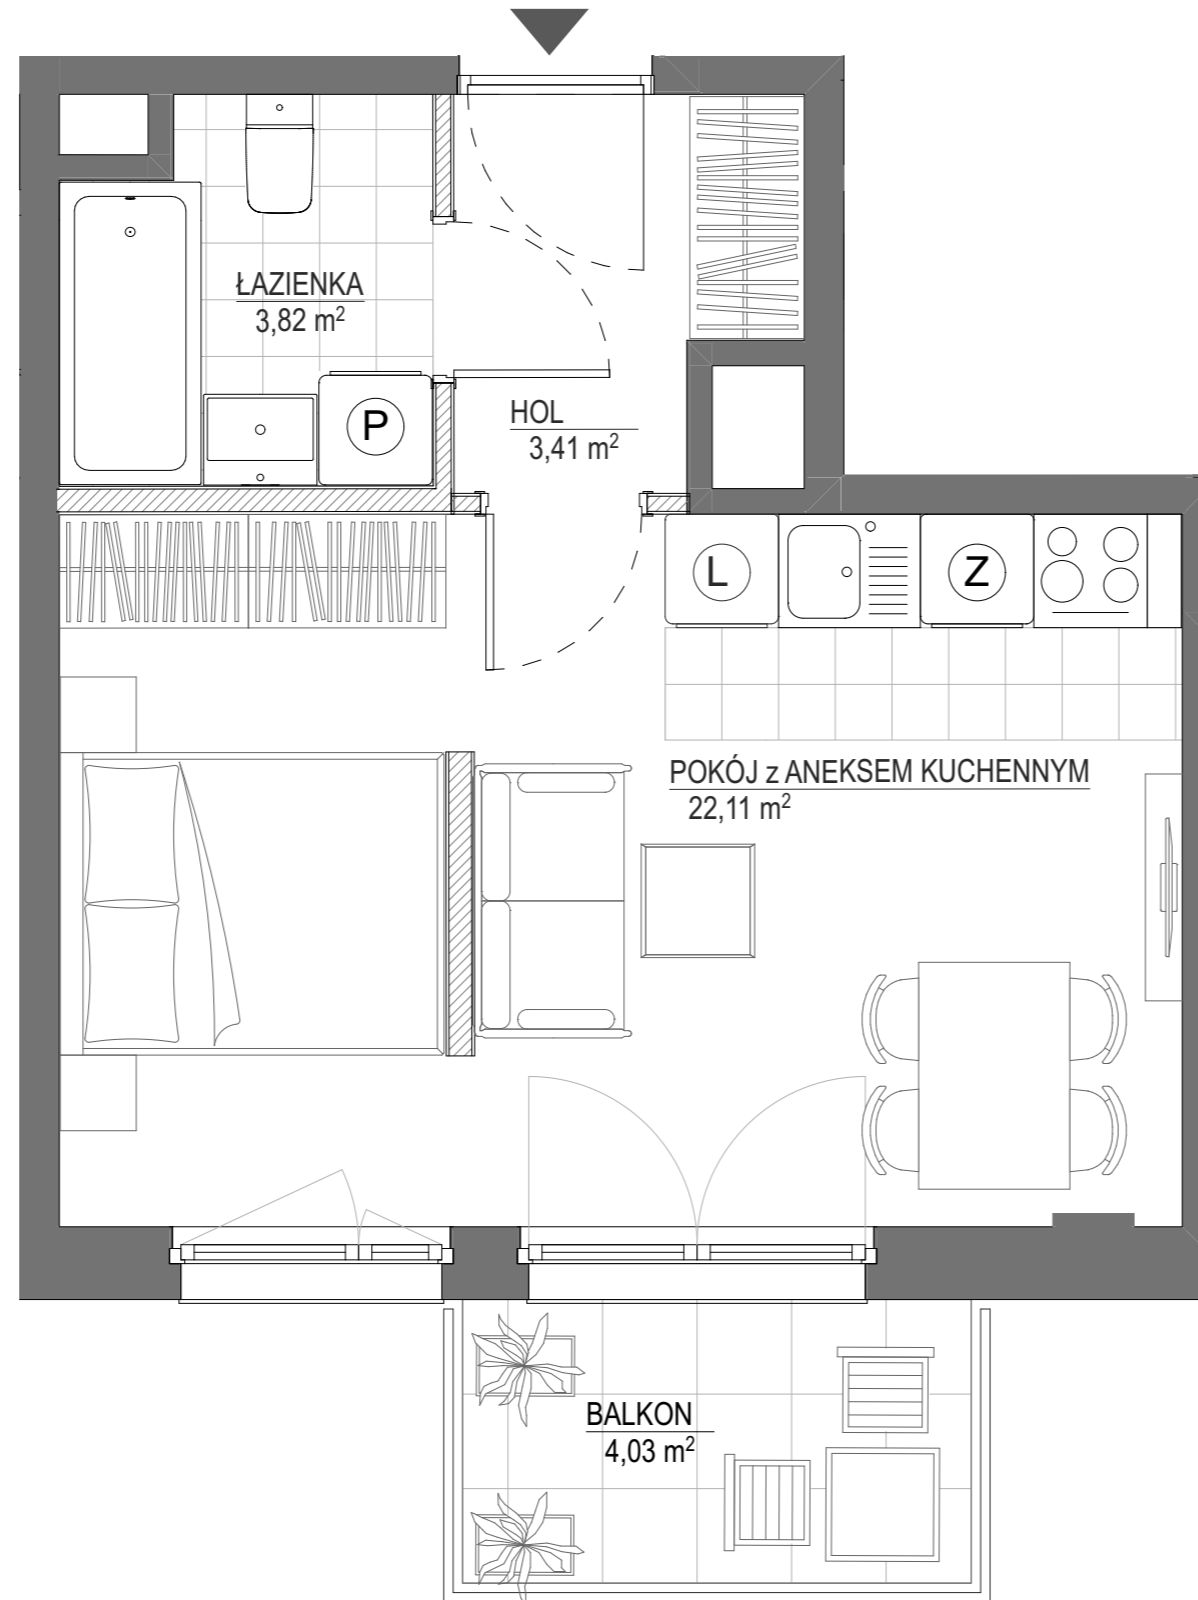 ŁAZIENKA
3,82 m²
P
HOL
3,41 m²
L
Z
POKÓJ z ANEKSEM KUCHENNYM
22,11 m²
BALKON
4,03 m²